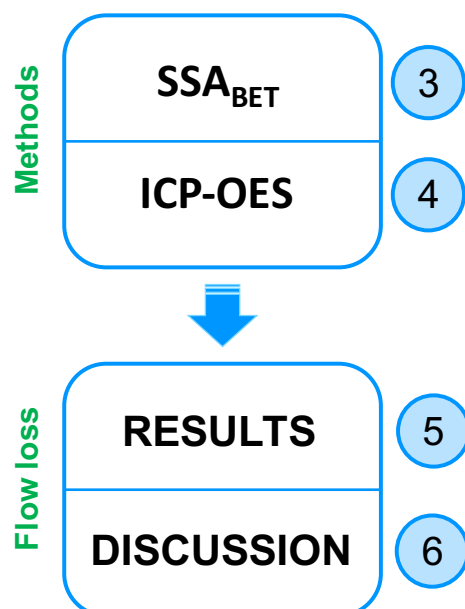 Methods
SSA_BET
3
ICP-OES
4
Flow loss
RESULTS
5
DISCUSSION
6